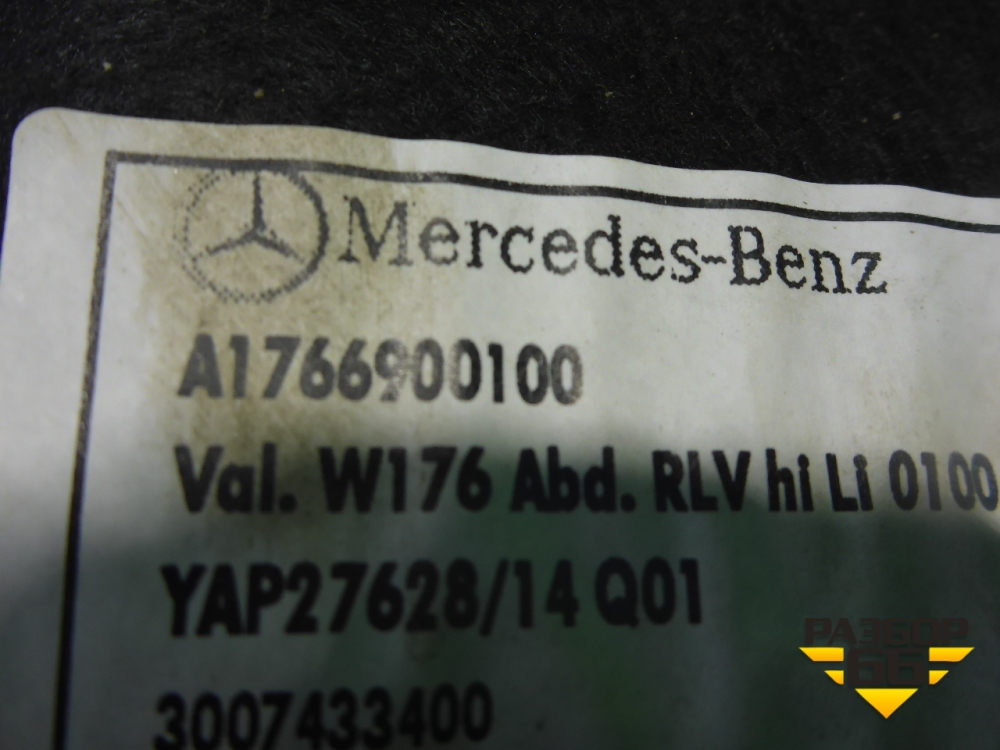 Mercedes-Benz
A1766900100
Val. W176 Abd. RLV hi Li 0100
YAP27628/14 Q01
3007433400
РАЗБОР
66